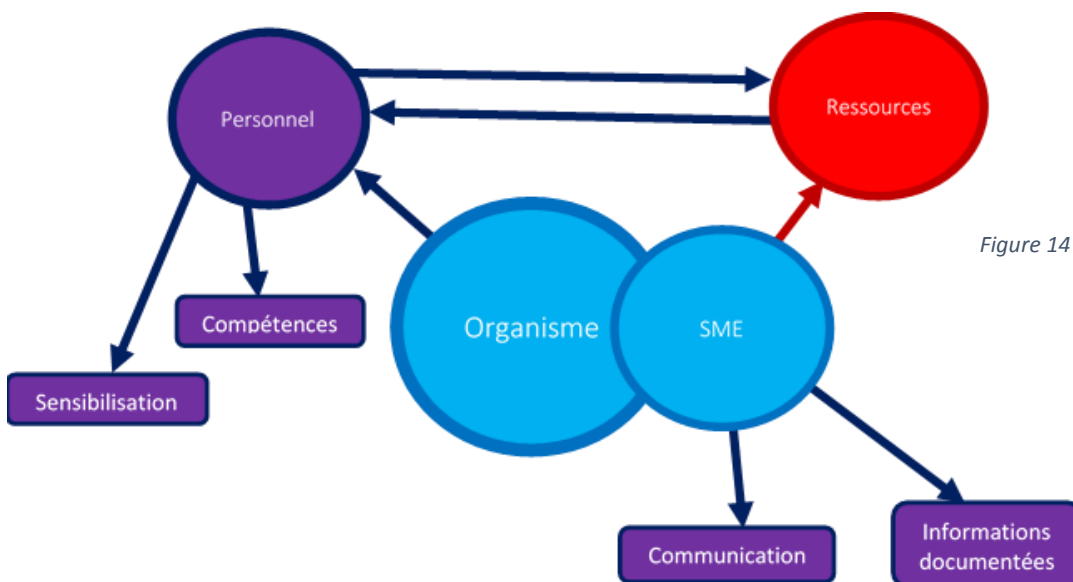 Personnel
Ressources
Figure 14
Organisme
SME
Compétences
Sensibilisation
Communication
Informations
documentées